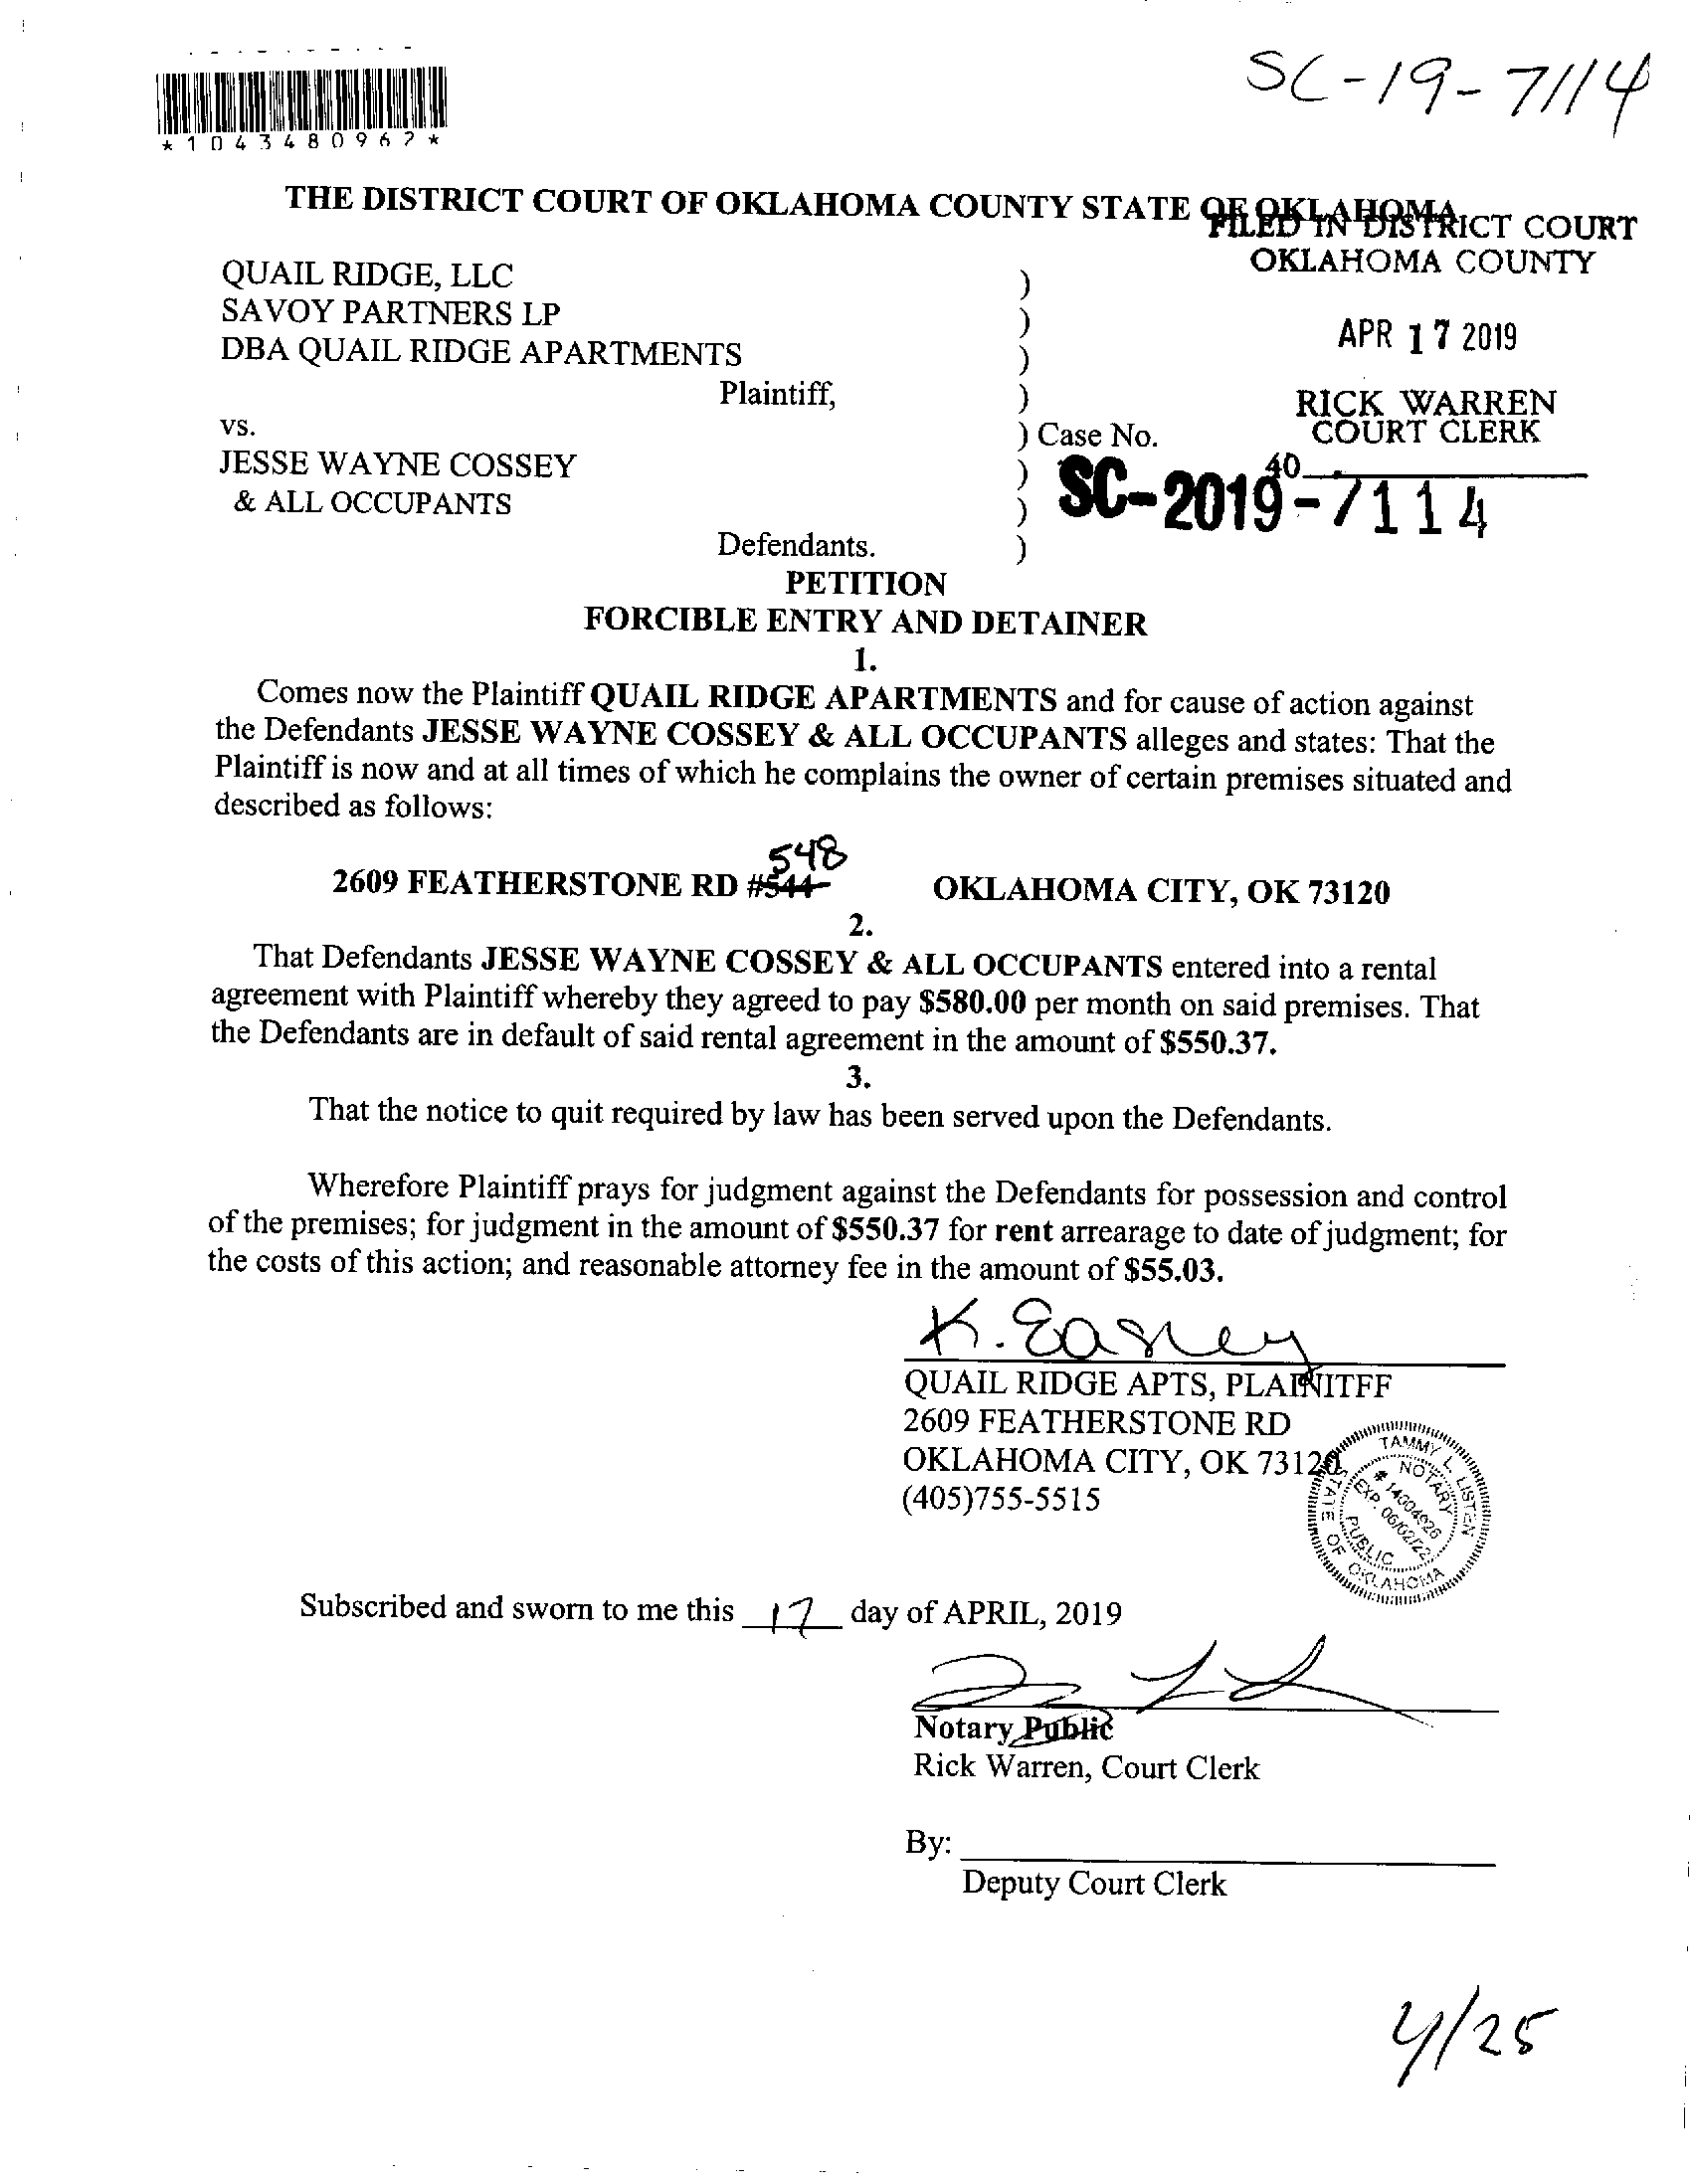 SC-19-7114
*1043480967*
THE DISTRICT COURT OF OKLAHOMA COUNTY STATE OF OKLAHOMA
FILED IN DISTRICT COURT
OKLAHOMA COUNTY
QUAIL RIDGE, LLC )
SAVOY PARTNERS LP )
APR 17 2019
DBA QUAIL RIDGE APARTMENTS )
Plaintiff, )
RICK WARREN
COURT CLERK
vs. ) Case No.
40
JESSE WAYNE COSSEY )
SC-2019-7114
& ALL OCCUPANTS )
Defendants. )
PETITION
FORCIBLE ENTRY AND DETAINER
1.
Comes now the Plaintiff QUAIL RIDGE APARTMENTS and for cause of action against
the Defendants JESSE WAYNE COSSEY & ALL OCCUPANTS alleges and states: That the
Plaintiff is now and at all times of which he complains the owner of certain premises situated and
described as follows:
548
2609 FEATHERSTONE RD #544 OKLAHOMA CITY, OK 73120
2.
That Defendants JESSE WAYNE COSSEY & ALL OCCUPANTS entered into a rental
agreement with Plaintiff whereby they agreed to pay $580.00 per month on said premises. That
the Defendants are in default of said rental agreement in the amount of $550.37.
3.
That the notice to quit required by law has been served upon the Defendants.
Wherefore Plaintiff prays for judgment against the Defendants for possession and control
of the premises; for judgment in the amount of $550.37 for rent arrearage to date of judgment; for
the costs of this action; and reasonable attorney fee in the amount of $55.03.
K. Easley
QUAIL RIDGE APTS, PLAINITFF
2609 FEATHERSTONE RD
OKLAHOMA CITY, OK 73120
(405)755-5515
TAMMY L. LISTEN
NOTARY
# 14004926
EXP. 06/02/22
PUBLIC
STATE OF OKLAHOMA
Subscribed and sworn to me this 17 day of APRIL, 2019
Notary Public
Rick Warren, Court Clerk
By:
Deputy Court Clerk
4/25